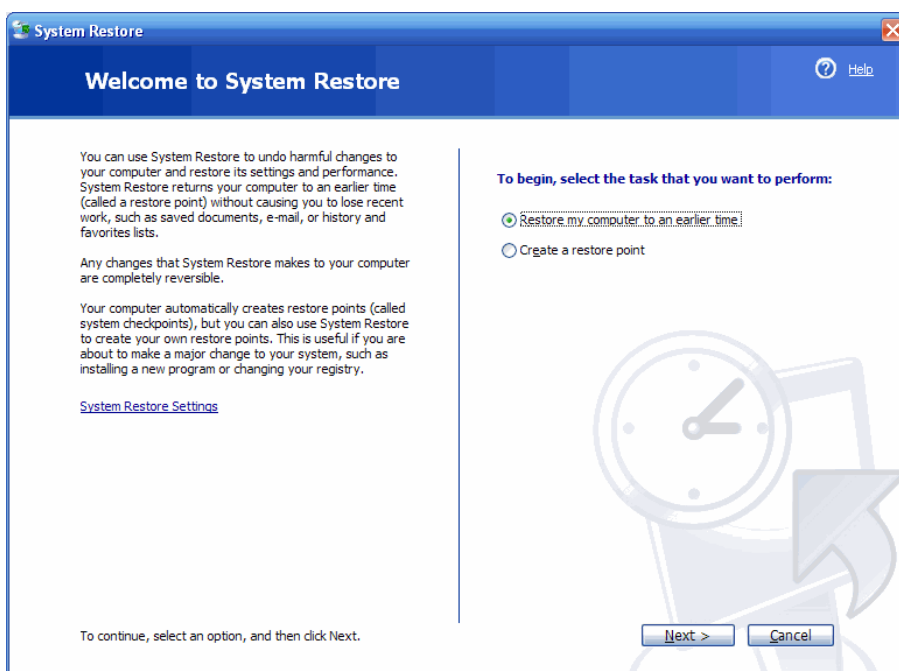 System Restore
Welcome to System Restore
Help
You can use System Restore to undo harmful changes to
your computer and restore its settings and performance.
System Restore returns your computer to an earlier time
(called a restore point) without causing you to lose recent
work, such as saved documents, e-mail, or history and
favorites lists.
Any changes that System Restore makes to your computer
are completely reversible.
Your computer automatically creates restore points (called
system checkpoints), but you can also use System Restore
to create your own restore points. This is useful if you are
about to make a major change to your system, such as
installing a new program or changing your registry.
System Restore Settings
To begin, select the task that you want to perform:
Restore my computer to an earlier time
Create a restore point
To continue, select an option, and then click Next.
Next >
Cancel